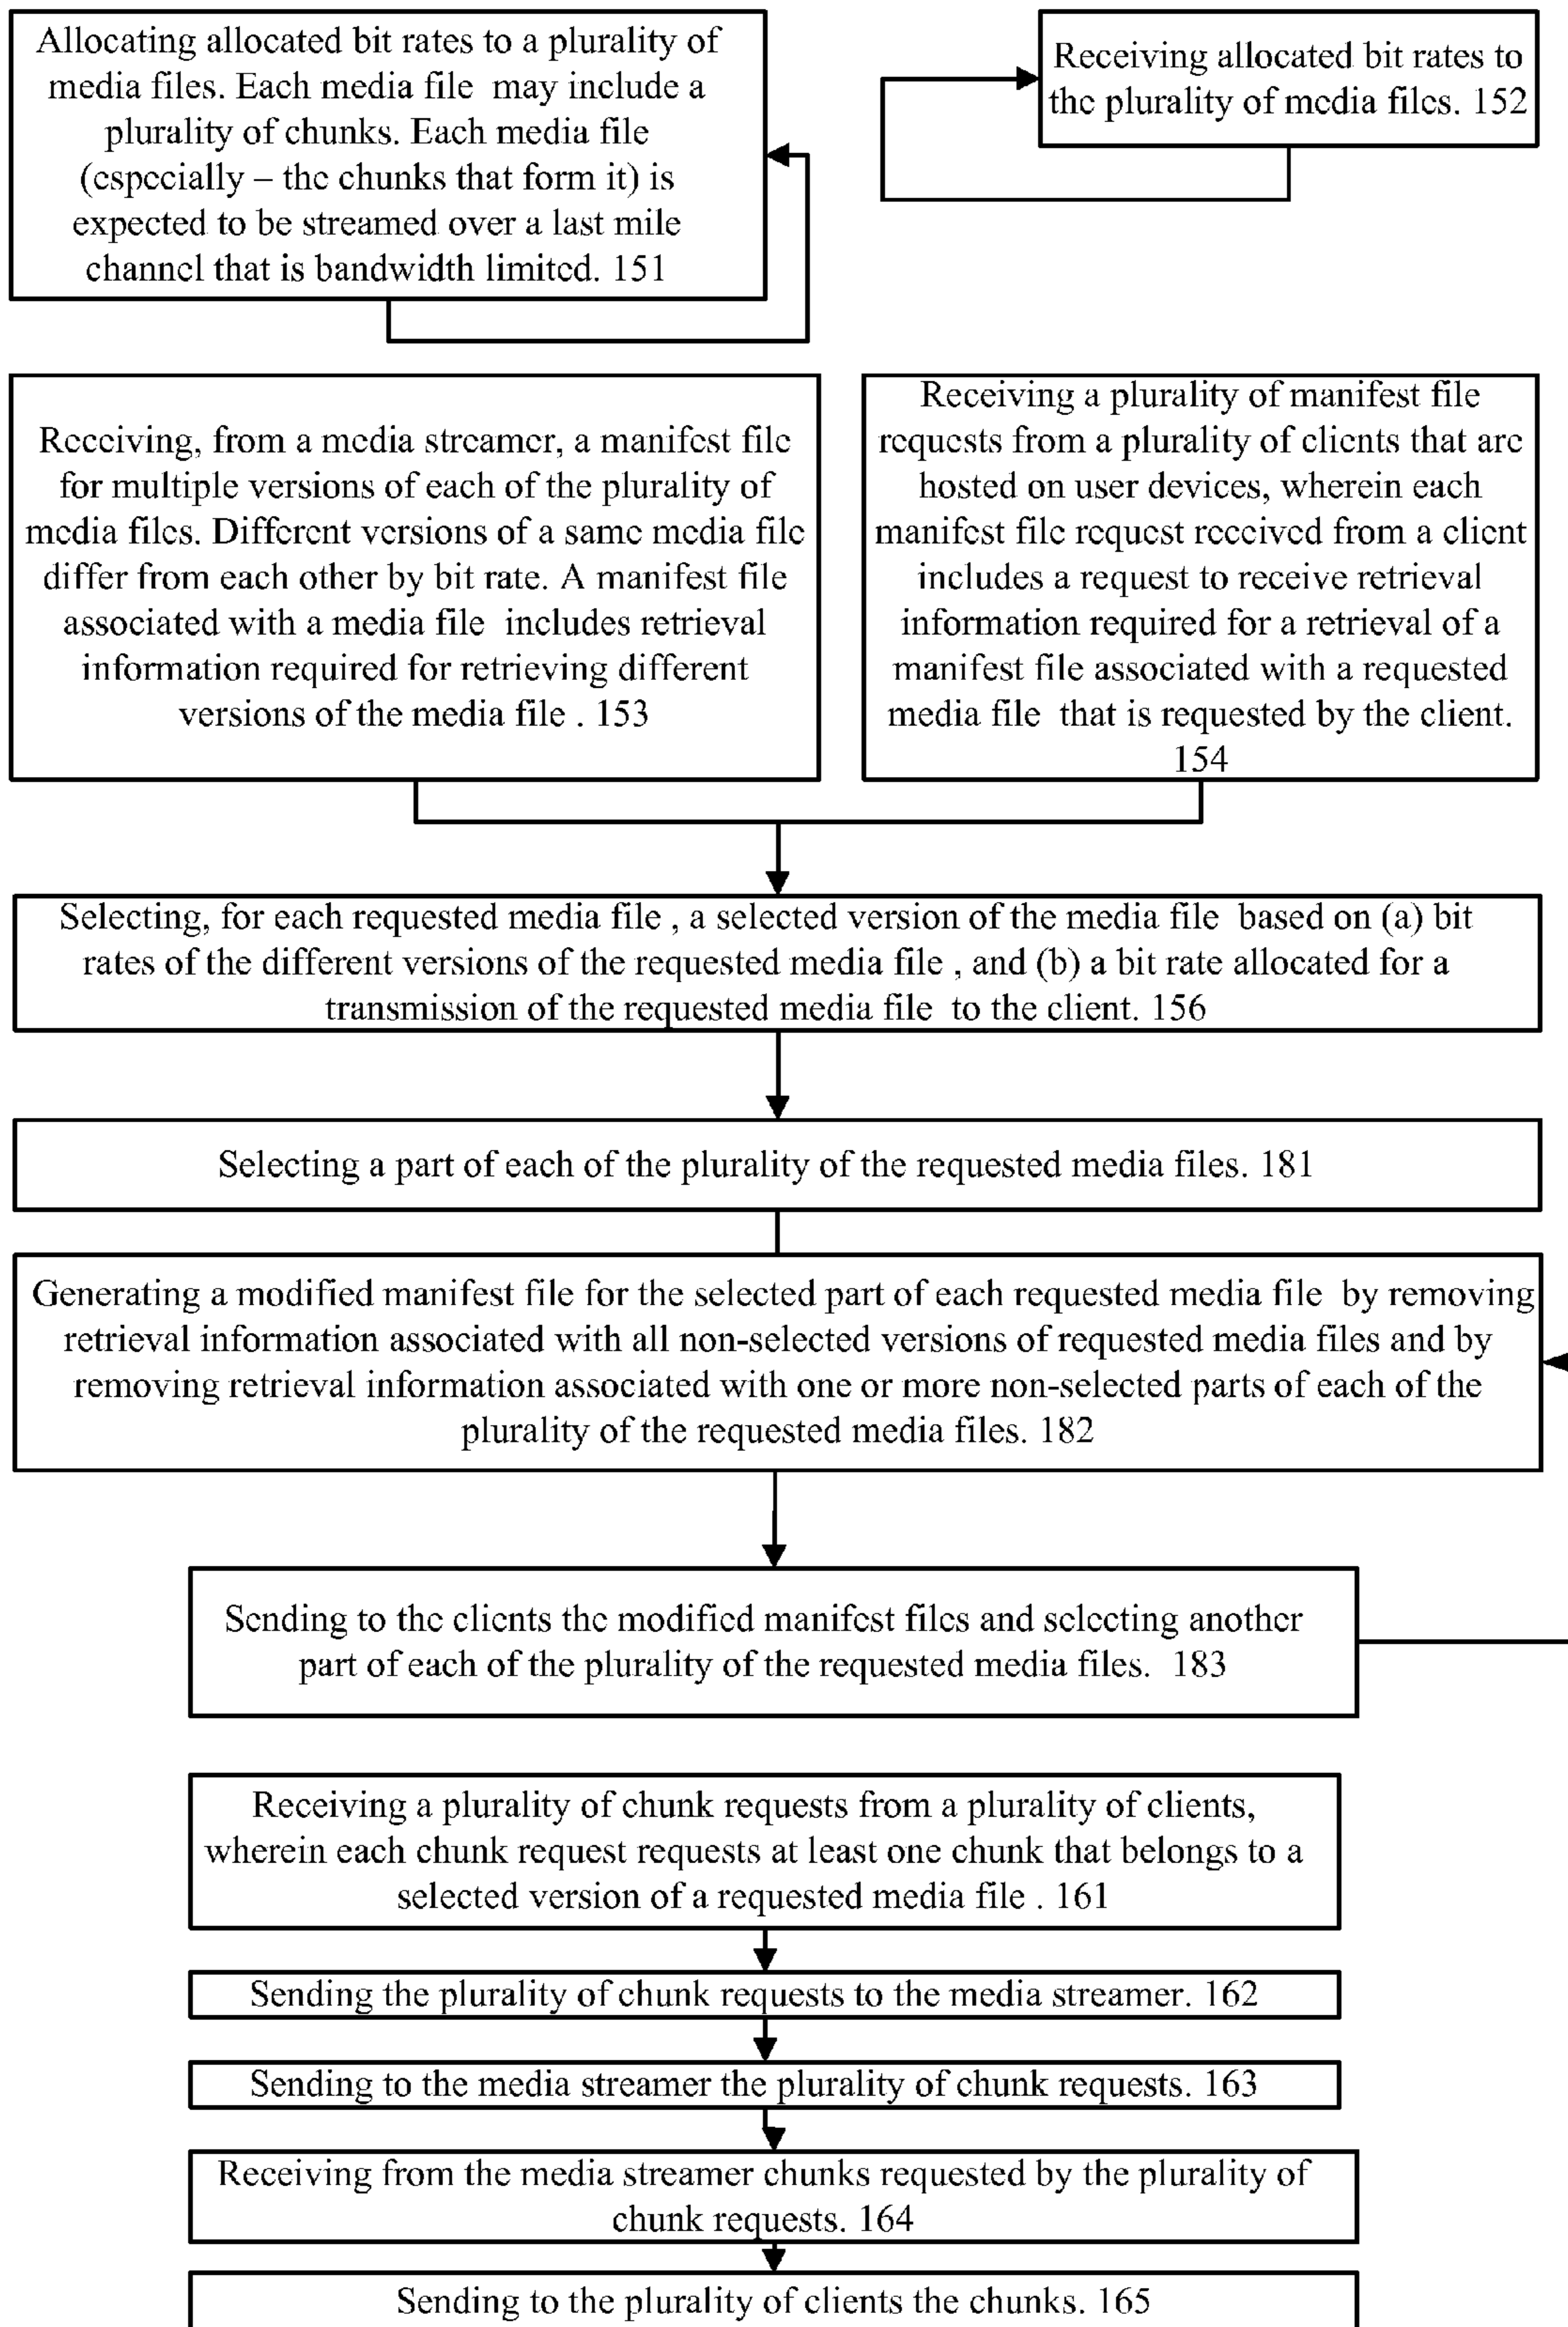 Allocating allocated bit rates to a plurality of
media files. Each media file may include a
plurality of chunks. Each media file
(especially – the chunks that form it) is
expected to be streamed over a last mile
channel that is bandwidth limited. 151
Receiving allocated bit rates to
the plurality of media files. 152
Receiving, from a media streamer, a manifest file
for multiple versions of each of the plurality of
media files. Different versions of a same media file
differ from each other by bit rate. A manifest file
associated with a media file includes retrieval
information required for retrieving different
versions of the media file . 153
Receiving a plurality of manifest file
requests from a plurality of clients that are
hosted on user devices, wherein each
manifest file request received from a client
includes a request to receive retrieval
information required for a retrieval of a
manifest file associated with a requested
media file that is requested by the client.
154
Selecting, for each requested media file , a selected version of the media file based on (a) bit
rates of the different versions of the requested media file , and (b) a bit rate allocated for a
transmission of the requested media file to the client. 156
Selecting a part of each of the plurality of the requested media files. 181
Generating a modified manifest file for the selected part of each requested media file by removing
retrieval information associated with all non-selected versions of requested media files and by
removing retrieval information associated with one or more non-selected parts of each of the
plurality of the requested media files. 182
Sending to the clients the modified manifest files and selecting another
part of each of the plurality of the requested media files. 183
Receiving a plurality of chunk requests from a plurality of clients,
wherein each chunk request requests at least one chunk that belongs to a
selected version of a requested media file . 161
Sending the plurality of chunk requests to the media streamer. 162
Sending to the media streamer the plurality of chunk requests. 163
Receiving from the media streamer chunks requested by the plurality of
chunk requests. 164
Sending to the plurality of clients the chunks. 165